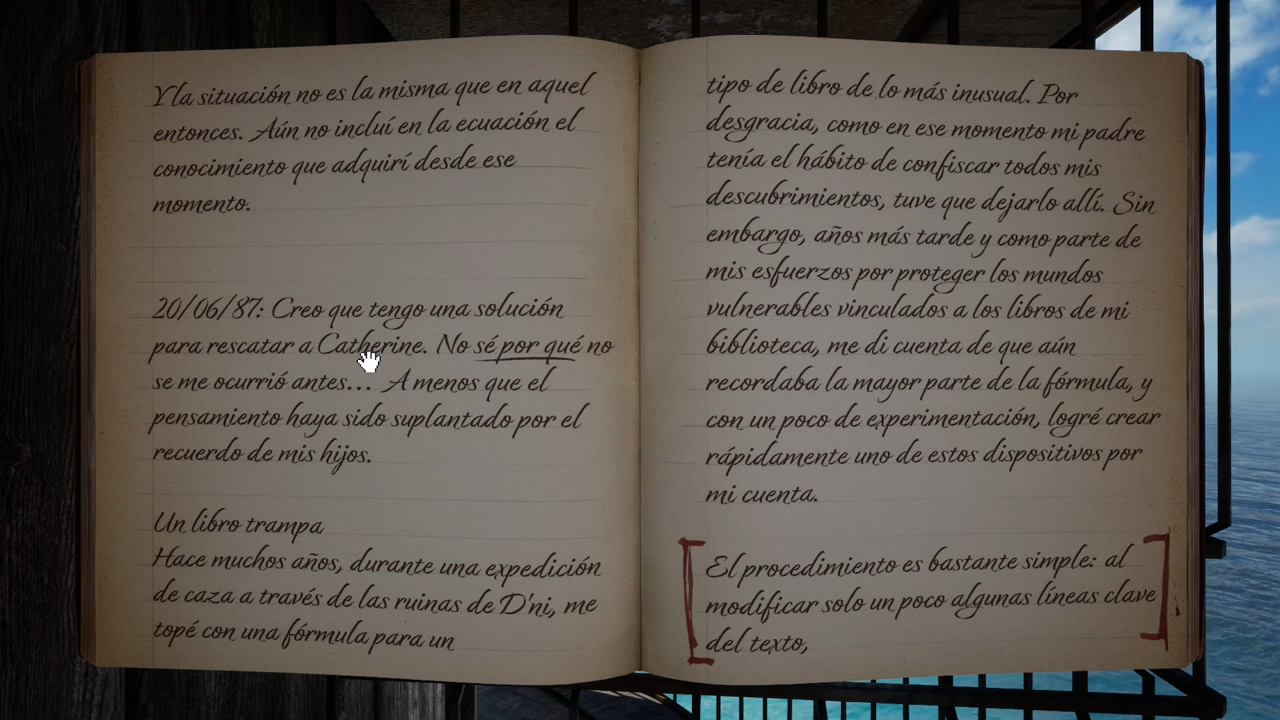 Y la situación no es la misma que en aquel
entonces. Aún no incluí en la ecuación el
conocimiento que adquirí desde ese
momento.
20/06/87: Creo que tengo una solución
para rescatar a Catherine. No sé por qué no
se me ocurrió antes... A menos que el
pensamiento haya sido suplantado por el
recuerdo de mis hijos.
Un libro trampa
Hace muchos años, durante una expedición
de caza a través de las ruinas de D'ni, me
topé con una fórmula para un
tipo de libro de lo más inusual. Por
desgracia, como en ese momento mi padre
tenía el hábito de confiscar todos mis
descubrimientos, tuve que dejarlo allí. Sin
embargo, años más tarde y como parte de
mis esfuerzos por proteger los mundos
vulnerables vinculados a los libros de mi
biblioteca, me di cuenta de que aún
recordaba la mayor parte de la fórmula, y
con un poco de experimentación, logré crear
rápidamente uno de estos dispositivos por
mi cuenta.
El procedimiento es bastante simple: al
modificar solo un poco algunas líneas clave
del texto,